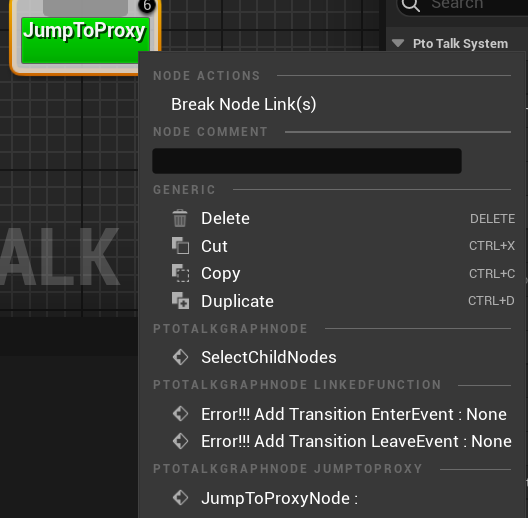 6
JumpToProxy
Search
Pto Talk System
NODE ACTIONS
Break Node Link(s)
NODE COMMENT
GENERIC
Delete DELETE
Cut CTRL+X
Copy CTRL+C
Duplicate CTRL+D
ALK
PTOTALKGRAPHNODE
SelectChildNodes
PTOTALKGRAPHNODE LINKEDFUNCTION
Error!!! Add Transition EnterEvent : None
Error!!! Add Transition LeaveEvent : None
PTOTALKGRAPHNODE JUMPTOPROXY
JumpToProxyNode :